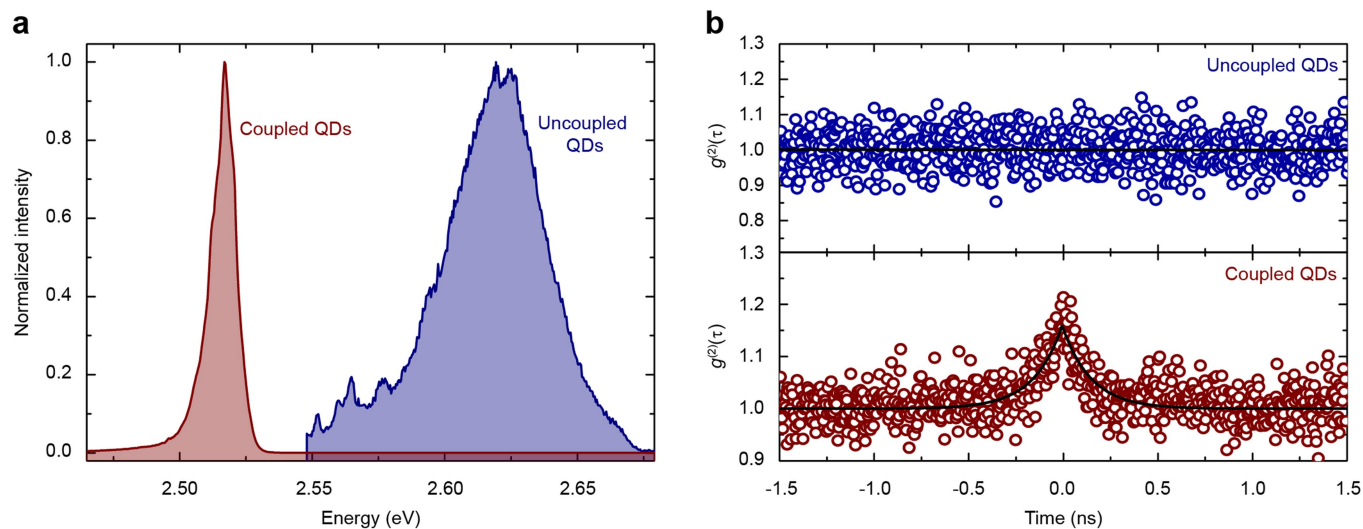 a
1.0
0.8
0.6
0.4
0.2
0.0
Normalized intensity
Coupled QDs
Uncoupled
QDs
2.50
2.55
2.60
2.65
Energy (eV)
b
1.3
1.2
1.1
1.0
0.9
0.8
g⁽²⁾(τ)
Uncoupled QDs
1.3
1.2
1.1
1.0
0.9
g⁽²⁾(τ)
Coupled QDs
-1.5
-1.0
-0.5
0.0
0.5
1.0
1.5
Time (ns)